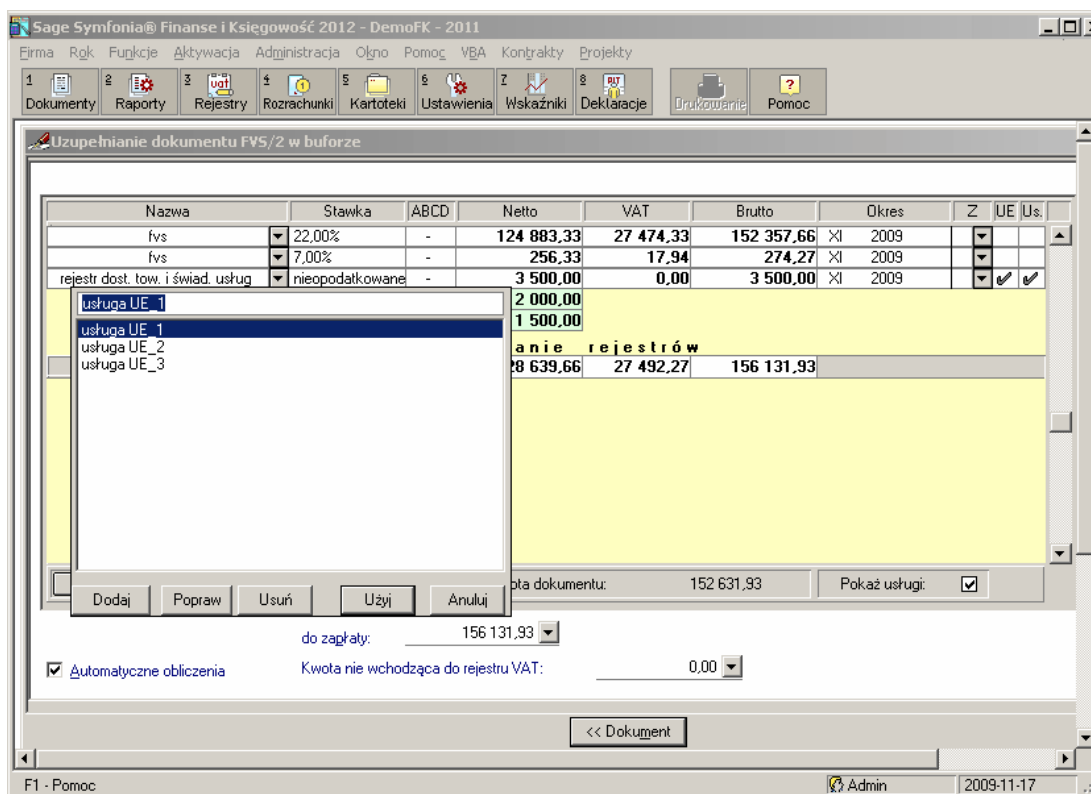 Sage Symfonia® Finanse i Księgowość 2012 - DemoFK - 2011
Firma Rok Funkcje Aktywacja Administracja Okno Pomoc VBA Kontrakty Projekty
1 2 3 4 5 6 7 8
Dokumenty Raporty Rejestry Rozrachunki Kartoteki Ustawienia Wskaźniki Deklaracje Drukowanie Pomoc
Uzupełnianie dokumentu FVS/2 w buforze
Nazwa Stawka ABCD Netto VAT Brutto Okres Z UE Us.
fvs 22,00% - 124 883,33 27 474,33 152 357,66 XI 2009
fvs 7,00% - 256,33 17,94 274,27 XI 2009
rejestr dost. tow. i świad. usług nieopodatkowane - 3 500,00 0,00 3 500,00 XI 2009
usługa UE_1 2 000,00
usługa UE_1 1 500,00
usługa UE_2 anie rejestrów
usługa UE_3 28 639,66 27 492,27 156 131,93
ota dokumentu: 152 631,93 Pokaż usługi:
Dodaj Popraw Usuń Użyj Anuluj
do zapłaty: 156 131,93
Automatyczne obliczenia Kwota nie wchodząca do rejestru VAT: 0,00
<< Dokument
F1 - Pomoc Admin 2009-11-17